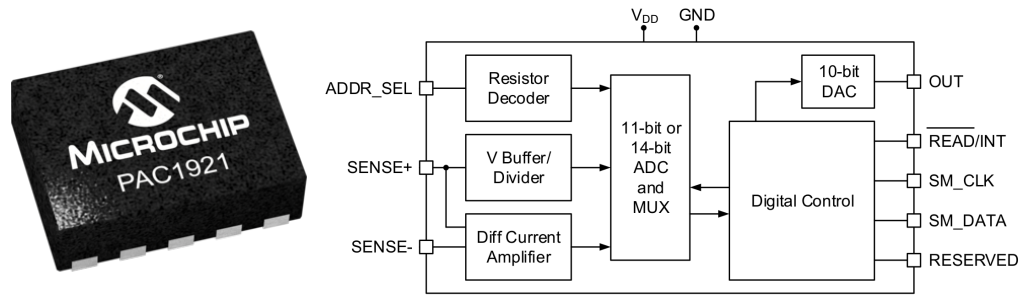 MICROCHIP
PAC1921
VDD
GND
ADDR_SEL
Resistor
Decoder
SENSE+
V Buffer/
Divider
SENSE-
Diff Current
Amplifier
11-bit or
14-bit
ADC
and
MUX
10-bit
DAC
Digital Control
OUT
READ/INT
SM_CLK
SM_DATA
RESERVED